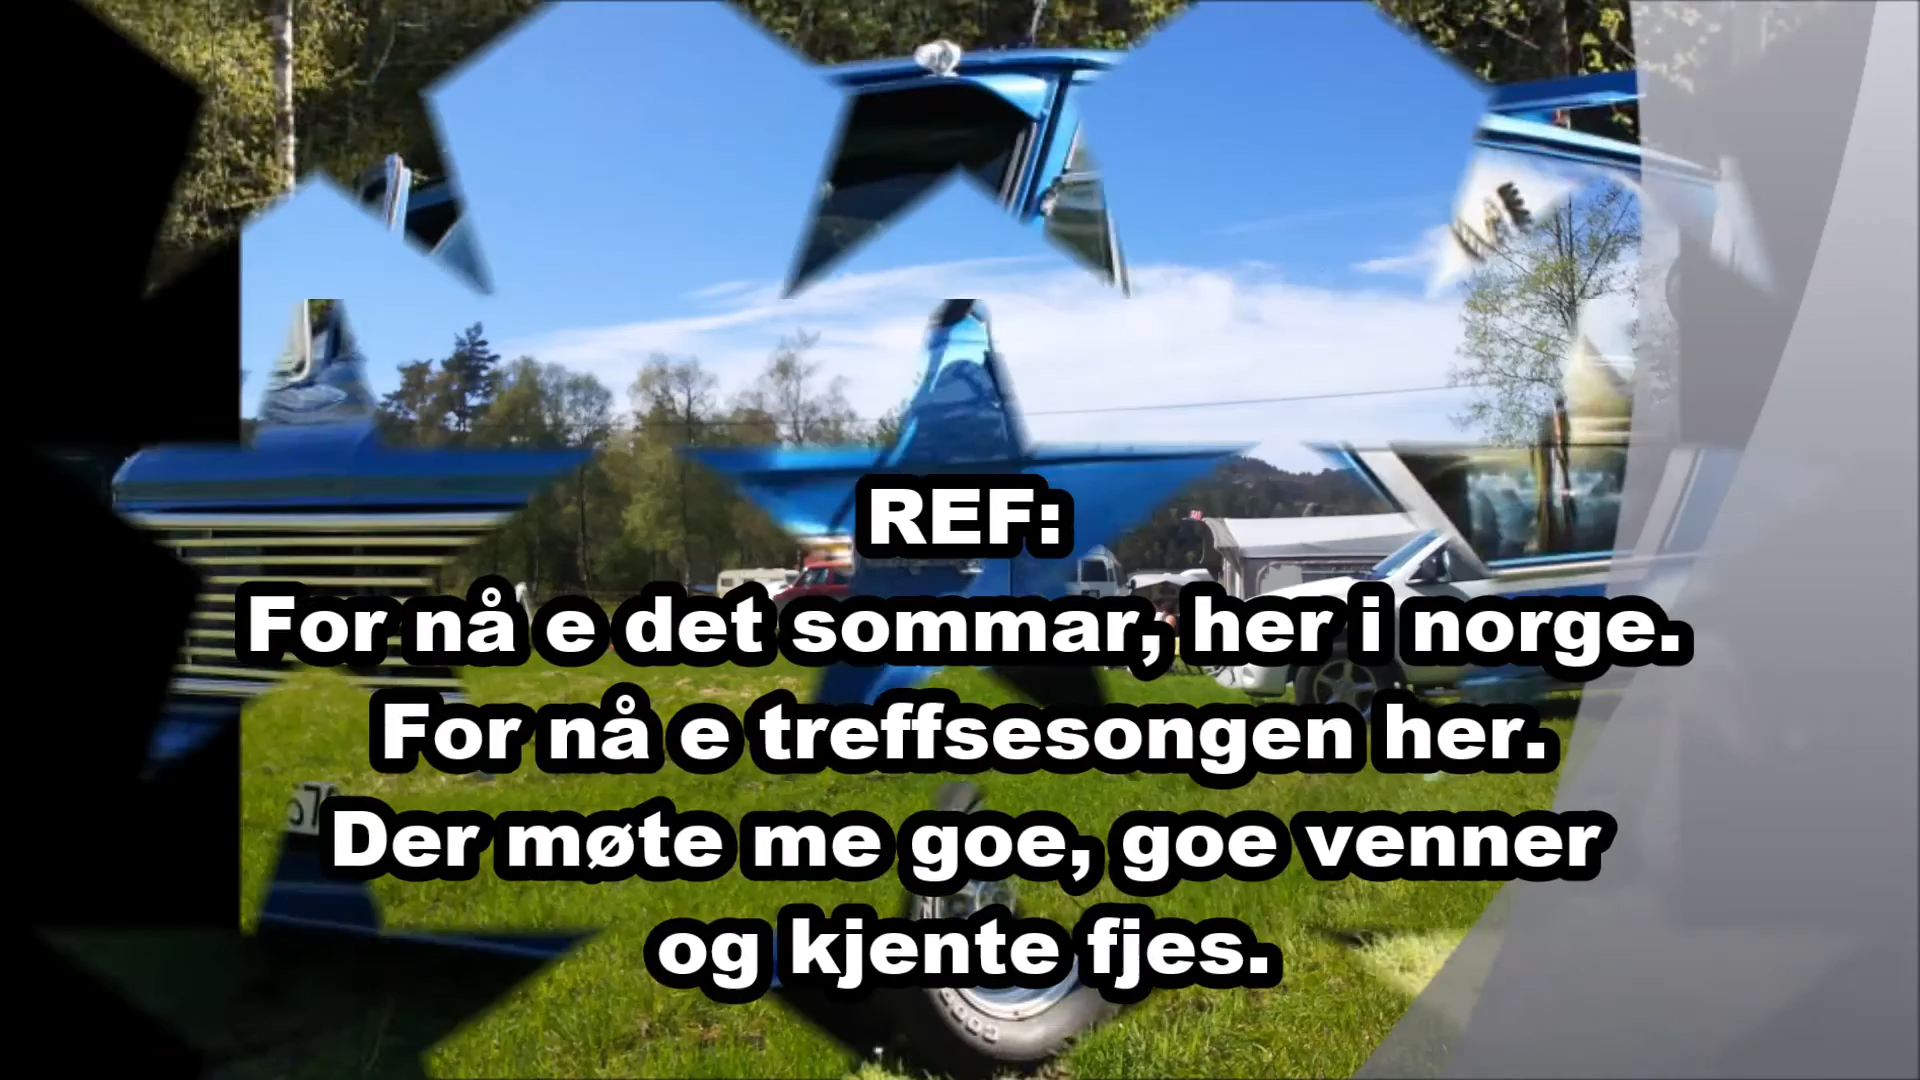 REF:
For nå e det sommar, her i norge.
For nå e treffsesongen her.
Der møte me goe, goe venner
og kjente fjes.